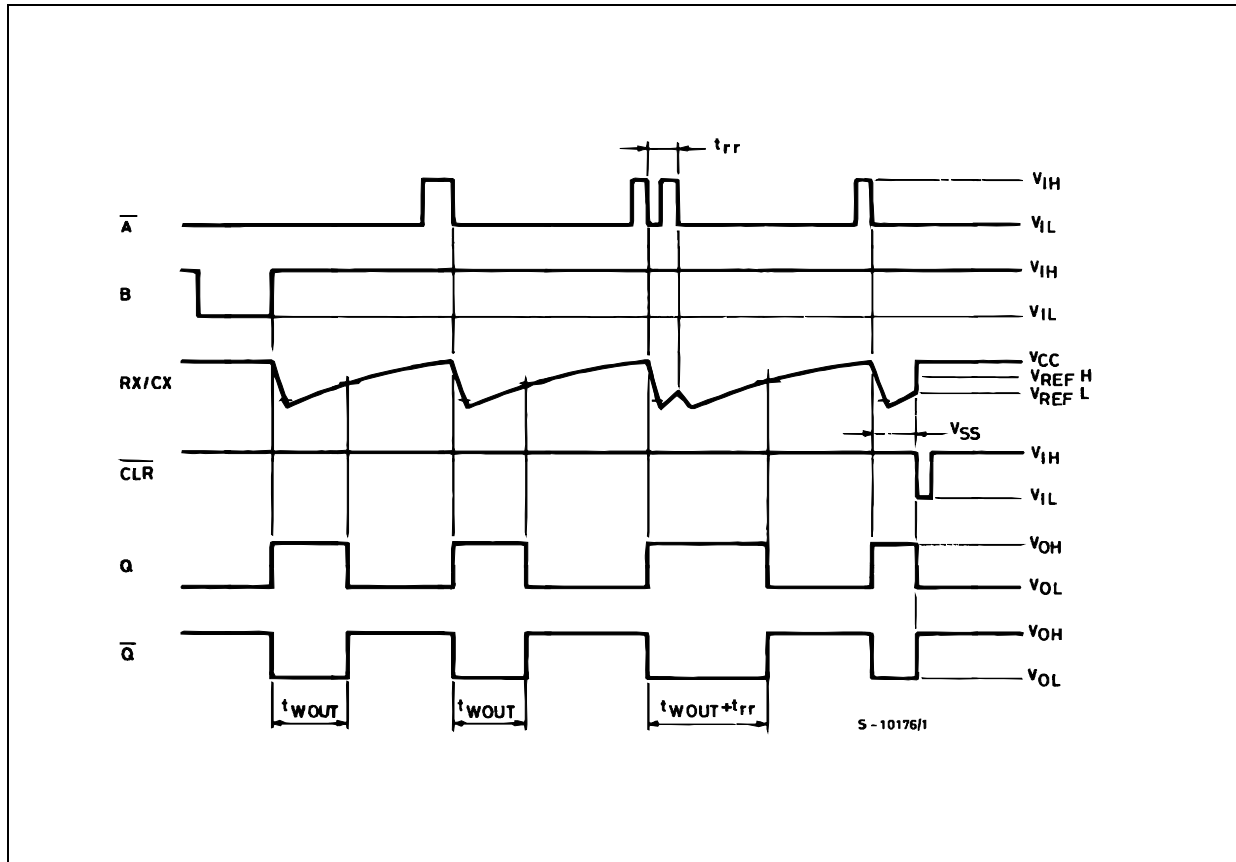 trr
A̅ VIH
VIL
B VIH
VIL
RX/CX VCC
VREF H
VREF L
VSS
C̅L̅R̅ VIH
VIL
Q VOH
VOL
Q̅ VOH
VOL
tWOUT tWOUT tWOUT+trr
S-10176/1